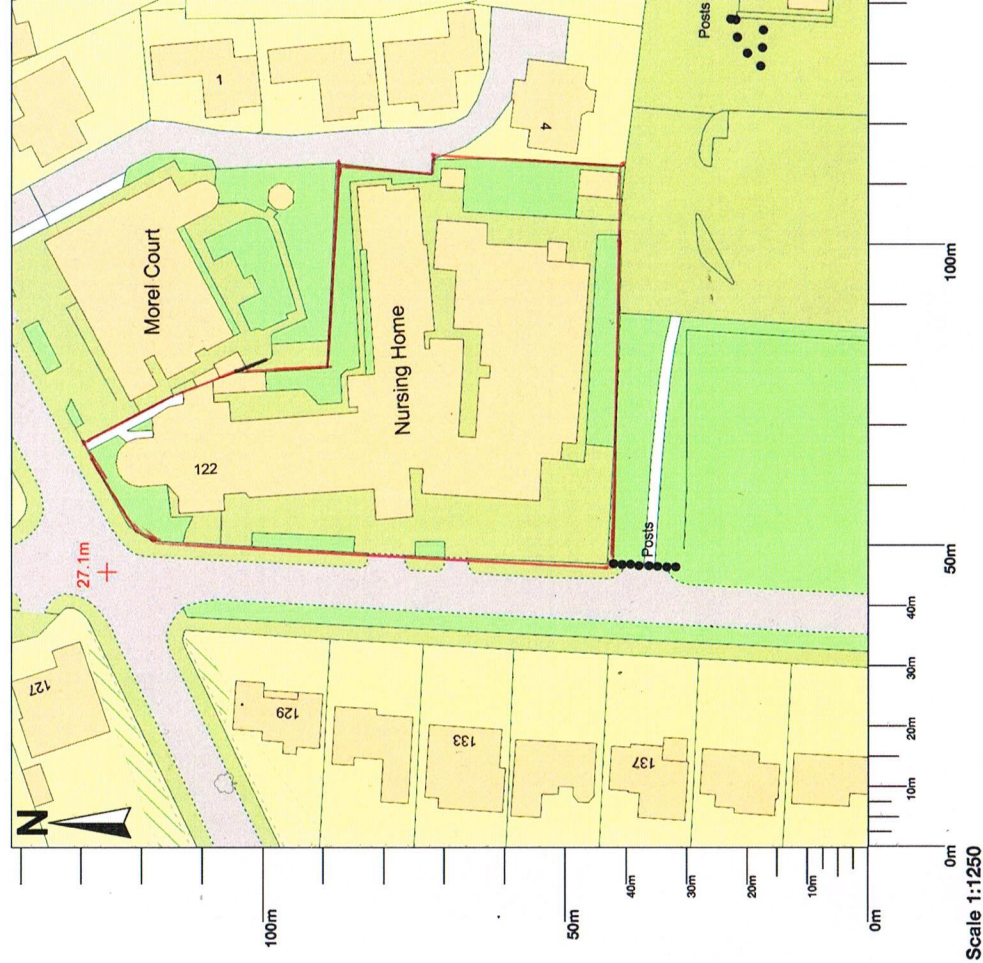 Posts
1
4
Morel Court
Nursing Home
122
27.1m
Posts
127
129
133
137
N
100m
50m
40m
30m
20m
10m
0m
100m
50m
40m
30m
20m
10m
0m
Scale 1:1250